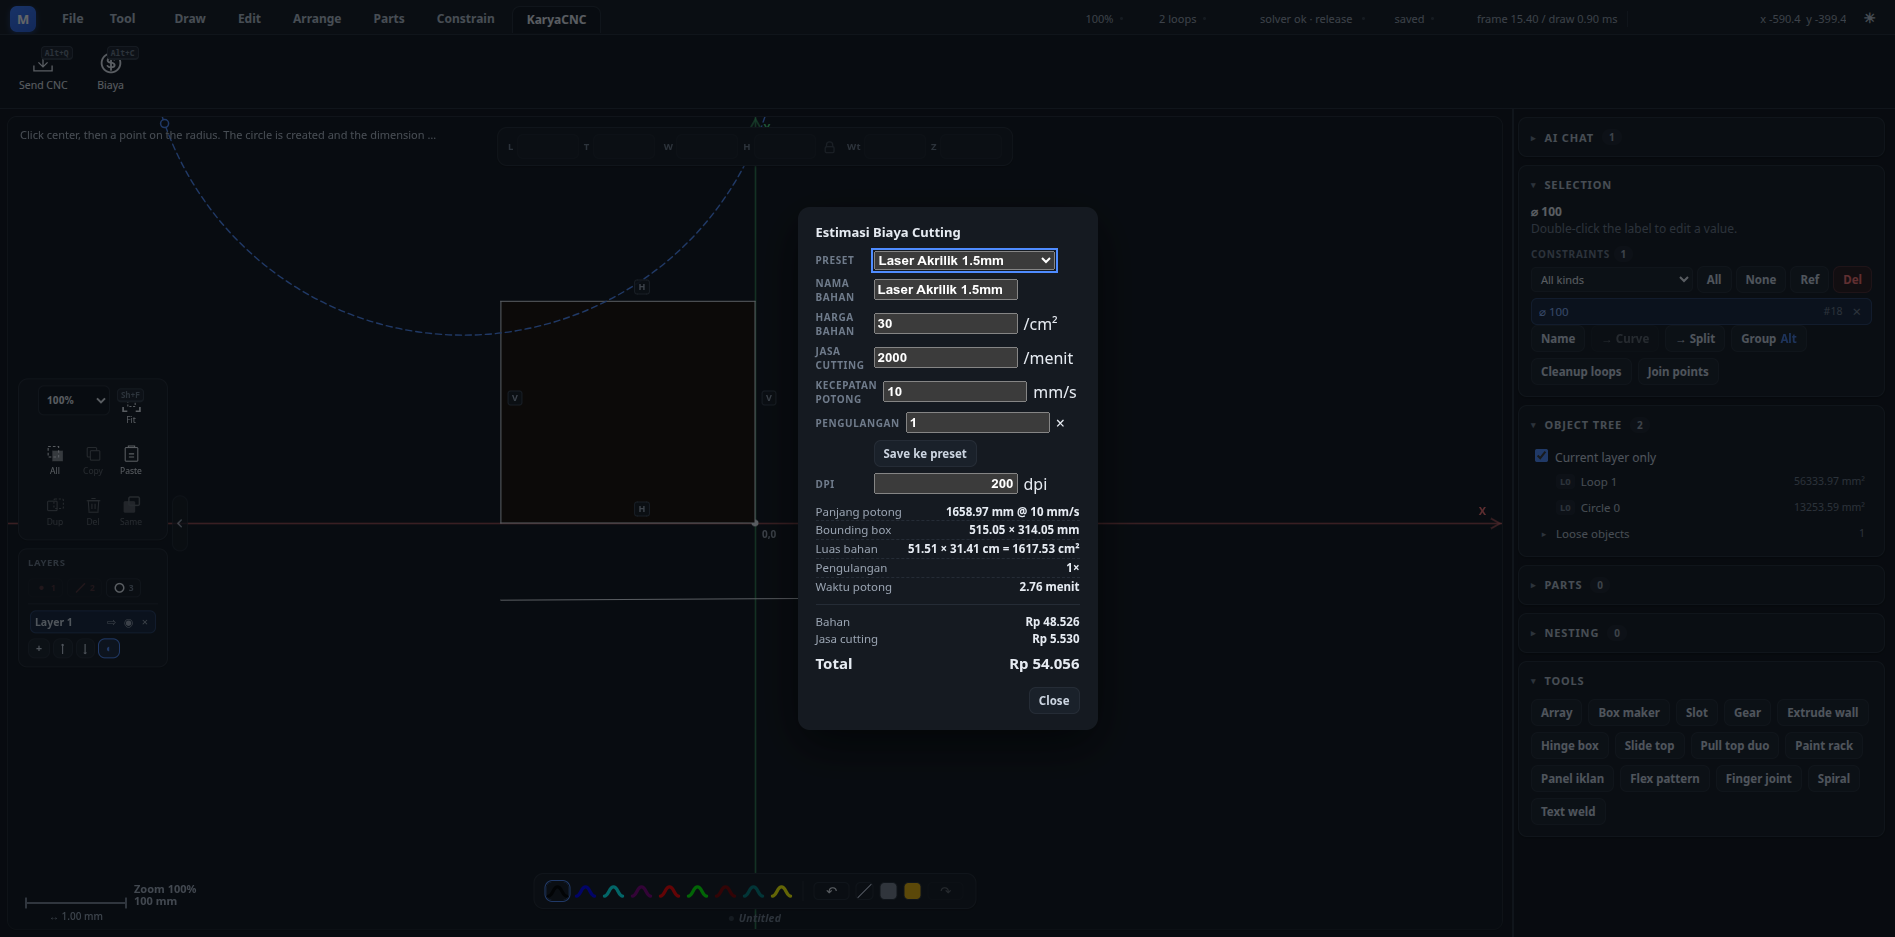 M File Tool Draw Edit Arrange Parts Constrain KaryaCNC 100% 2 loops solver ok · release saved frame 15.40 / draw 0.90 ms x -590.4 y -399.4
Alt+Q Alt+C
Send CNC Biaya
Click center, then a point on the radius. The circle is created and the dimension ...
L T W H Wt Z
H
V V
H
0,0
X
100% Sh+F
Fit
All Copy Paste
Dup Del Same
LAYERS
3
Layer 1
Zoom 100%
100 mm
↔ 1.00 mm
Untitled
Estimasi Biaya Cutting
PRESET Laser Akrilik 1.5mm
NAMA BAHAN Laser Akrilik 1.5mm
HARGA BAHAN 30 /cm²
JASA CUTTING 2000 /menit
KECEPATAN POTONG 10 mm/s
PENGULANGAN 1 ×
Save ke preset
DPI 200 dpi
Panjang potong 1658.97 mm @ 10 mm/s
Bounding box 515.05 × 314.05 mm
Luas bahan 51.51 × 31.41 cm = 1617.53 cm²
Pengulangan 1×
Waktu potong 2.76 menit
Bahan Rp 48.526
Jasa cutting Rp 5.530
Total Rp 54.056
Close
AI CHAT 1
SELECTION
⌀ 100
Double-click the label to edit a value.
CONSTRAINTS 1
All kinds All None Ref Del
⌀ 100 #18 ×
Name → Curve → Split Group Alt
Cleanup loops Join points
OBJECT TREE 2
Current layer only
L0 Loop 1 56333.97 mm²
L0 Circle 0 13253.59 mm²
Loose objects 1
PARTS 0
NESTING 0
TOOLS
Array Box maker Slot Gear Extrude wall
Hinge box Slide top Pull top duo Paint rack
Panel iklan Flex pattern Finger joint Spiral
Text weld